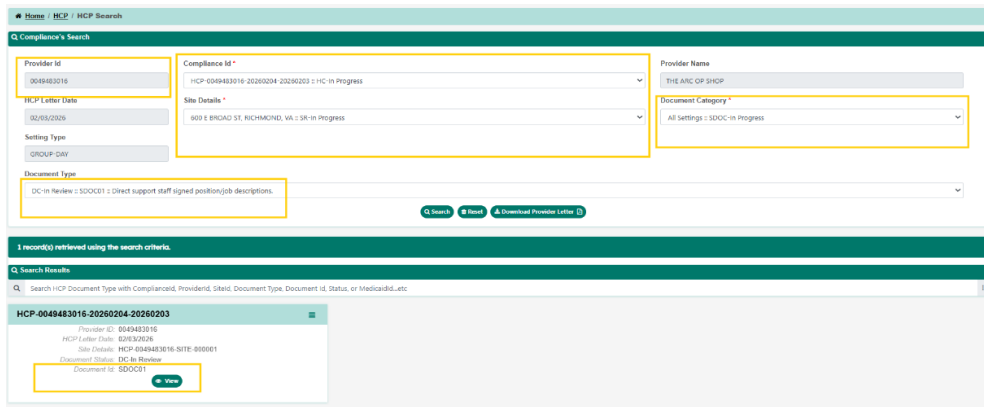 Home / HCP / HCP Search
Compliance's Search
Provider Id
Compliance Id *
Provider Name
0049483016
HCP-0049483016-20260204-20260203 :: HC-In Progress
THE ARC OP SHOP
HCP Letter Date
Site Details *
Document Category *
02/03/2026
600 E BROAD ST, RICHMOND, VA :: SR-In Progress
All Settings :: SDOC-In Progress
Setting Type
GROUP-DAY
Document Type
DC-In Review :: SDOC01 :: Direct support staff signed position/job descriptions.
Search
Reset
Download Provider Letter
1 record(s) retrieved using the search criteria.
Search Results
Search HCP Document Type with ComplianceId, ProviderId, SiteId, Document Type, Document Id, Status, or MedicaidId...etc
HCP-0049483016-20260204-20260203
Provider ID: 0049483016
HCP Letter Date: 02/03/2026
Site Details: HCP-0049483016-SITE-000001
Document Status: DC-In Review
Document Id: SDOC01
View